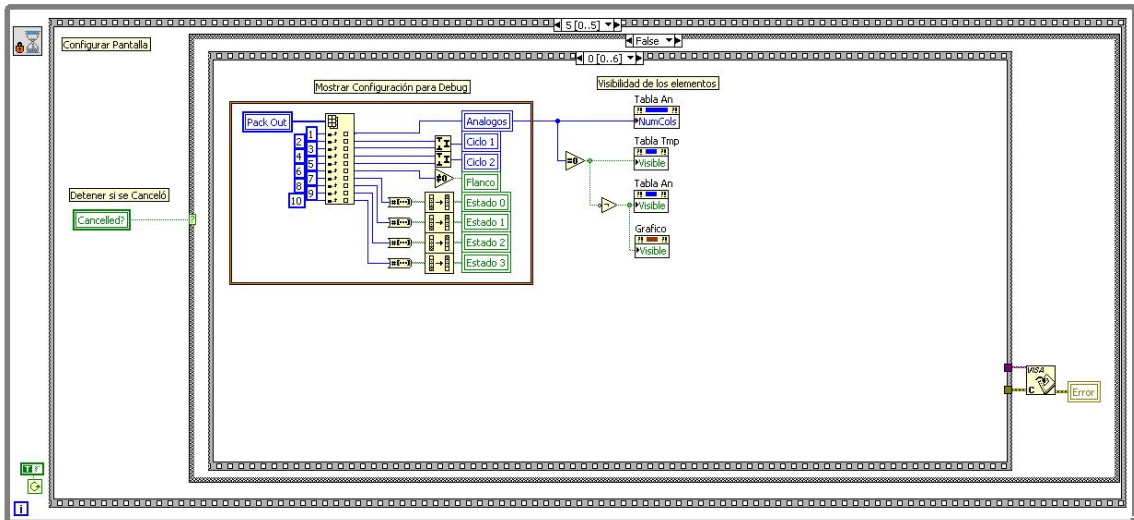 5 [0..5]
Configurar Pantalla
False
0 [0..6]
Mostrar Configuración para Debug
Visibilidad de los elementos
Tabla An
Pack Out
Analogos
NumCols
1
2
Ciclo 1
Tabla Tmp
3
4
Ciclo 2
=0
Visible
5
6
≠0
Flanco
7
Tabla An
8
Detener si se Canceló
9
#[...]
Estado 0
Visible
10
Cancelled?
?
#[...]
Estado 1
Grafico
#[...]
Estado 2
Visible
#[...]
Estado 3
VISA
C
Error
T F
i